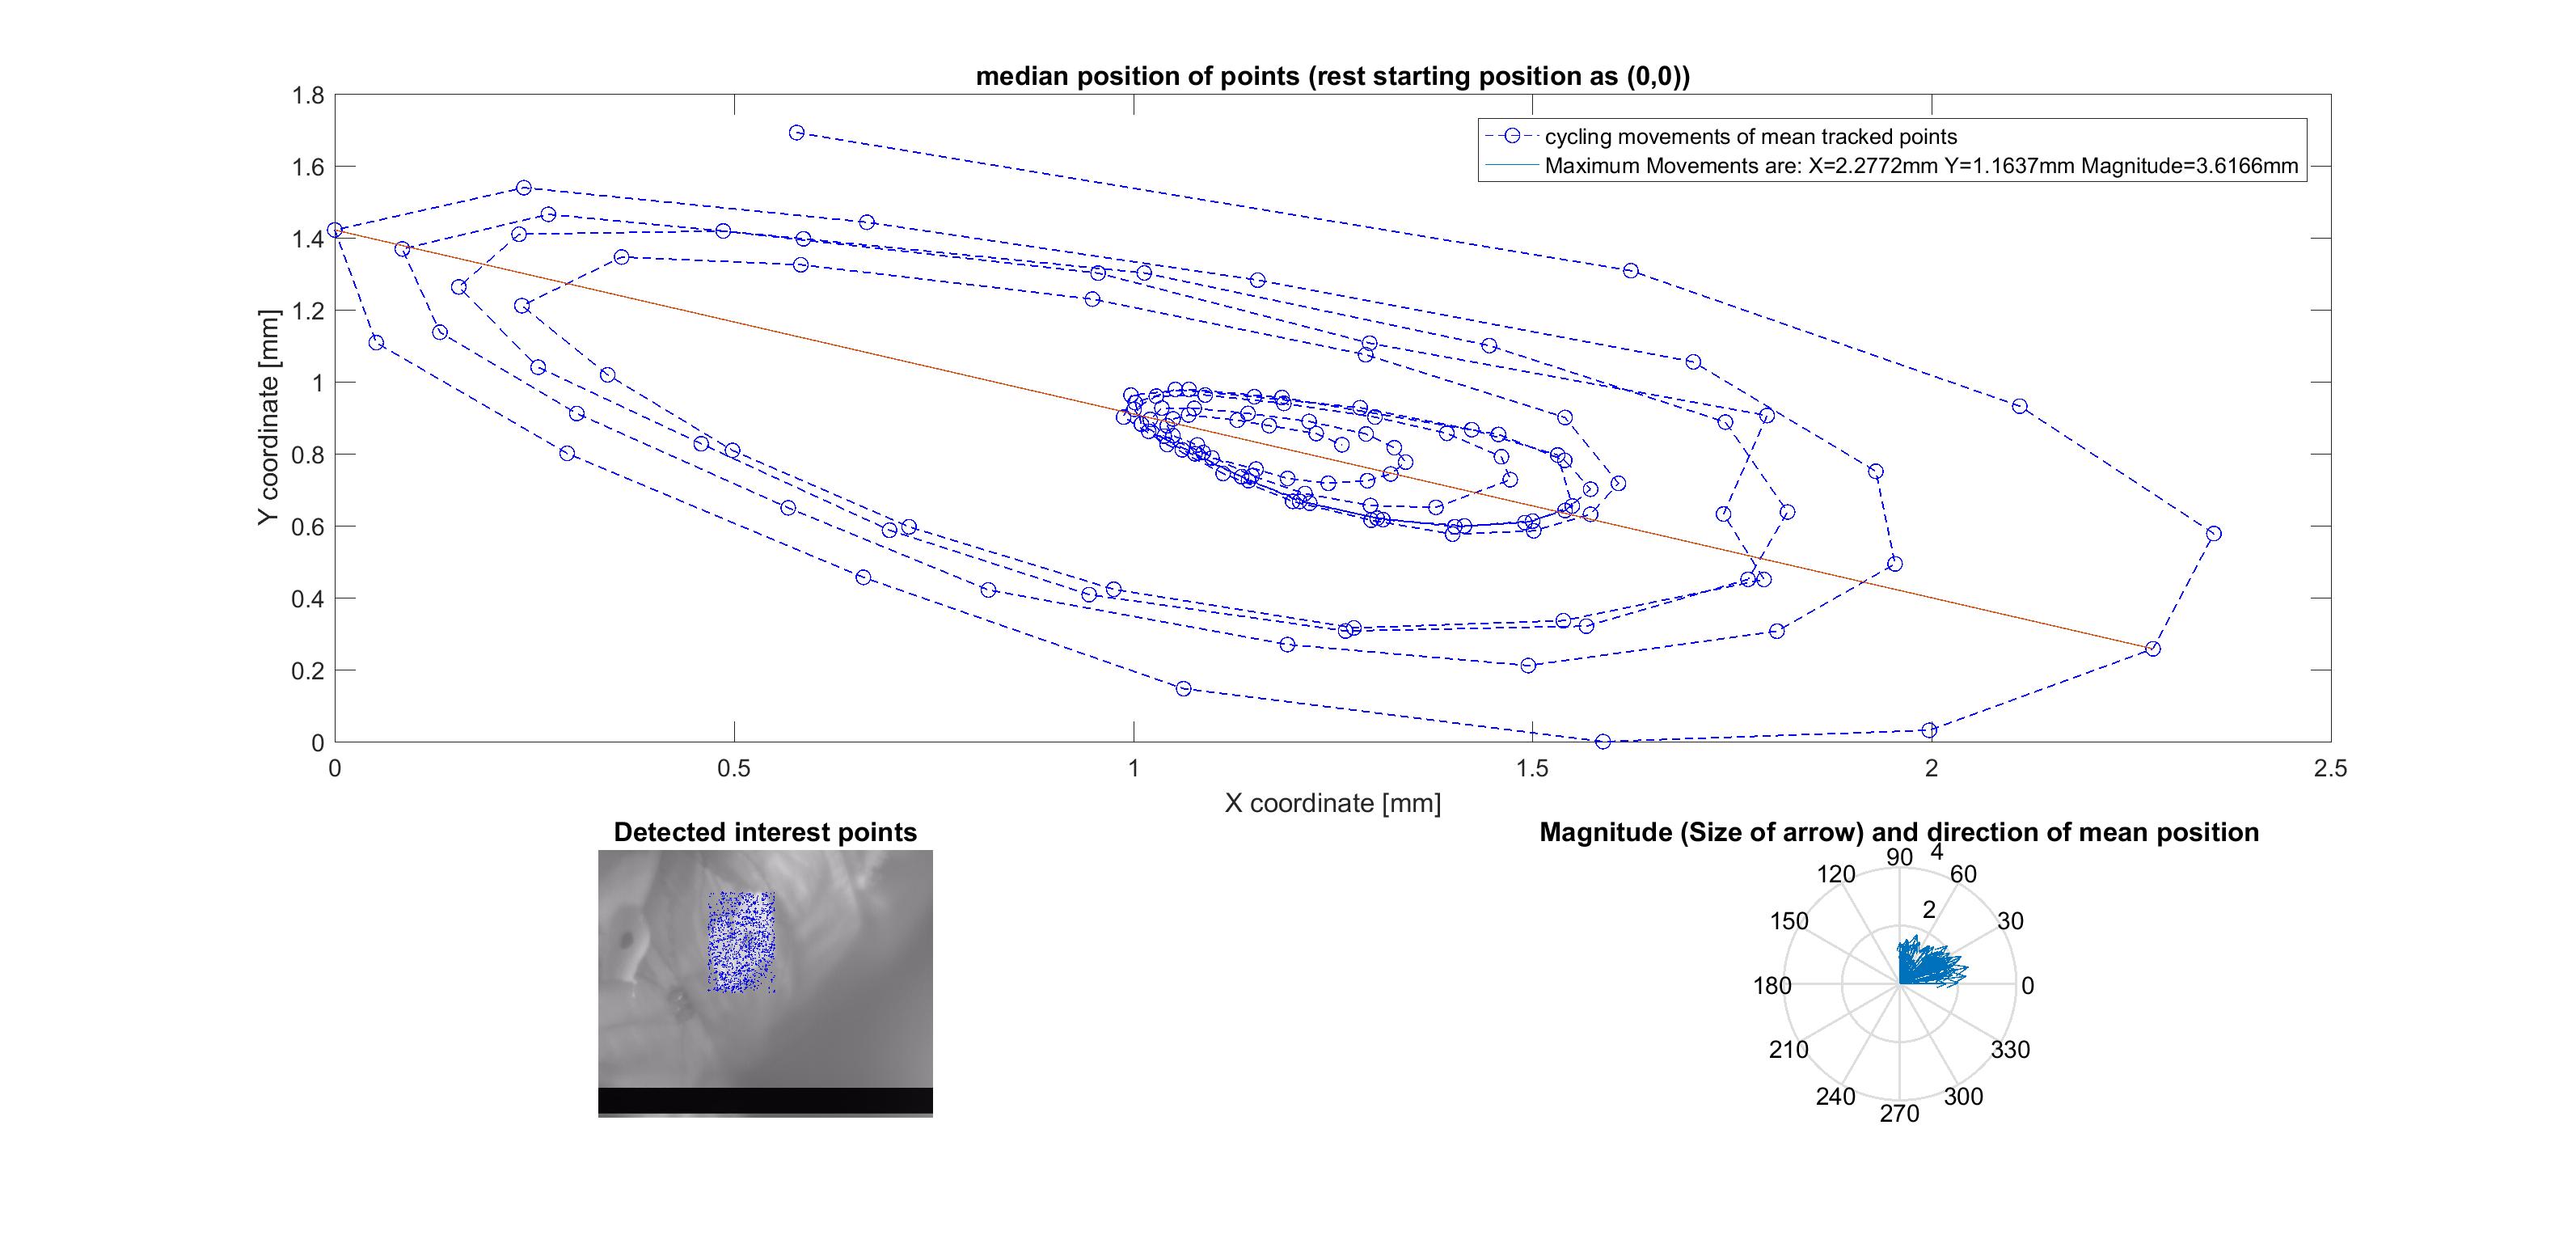 median position of points (rest starting position as (0,0))
cycling movements of mean tracked points
Maximum Movements are: X=2.2772mm Y=1.1637mm Magnitude=3.6166mm
1.8
1.6
1.4
1.2
1
0.8
0.6
0.4
0.2
0
Y coordinate [mm]
0 0.5 1 1.5 2 2.5
X coordinate [mm]
Detected interest points
Magnitude (Size of arrow) and direction of mean position
90 4
120 60
2
150 30
180 0
210 330
240 300
270